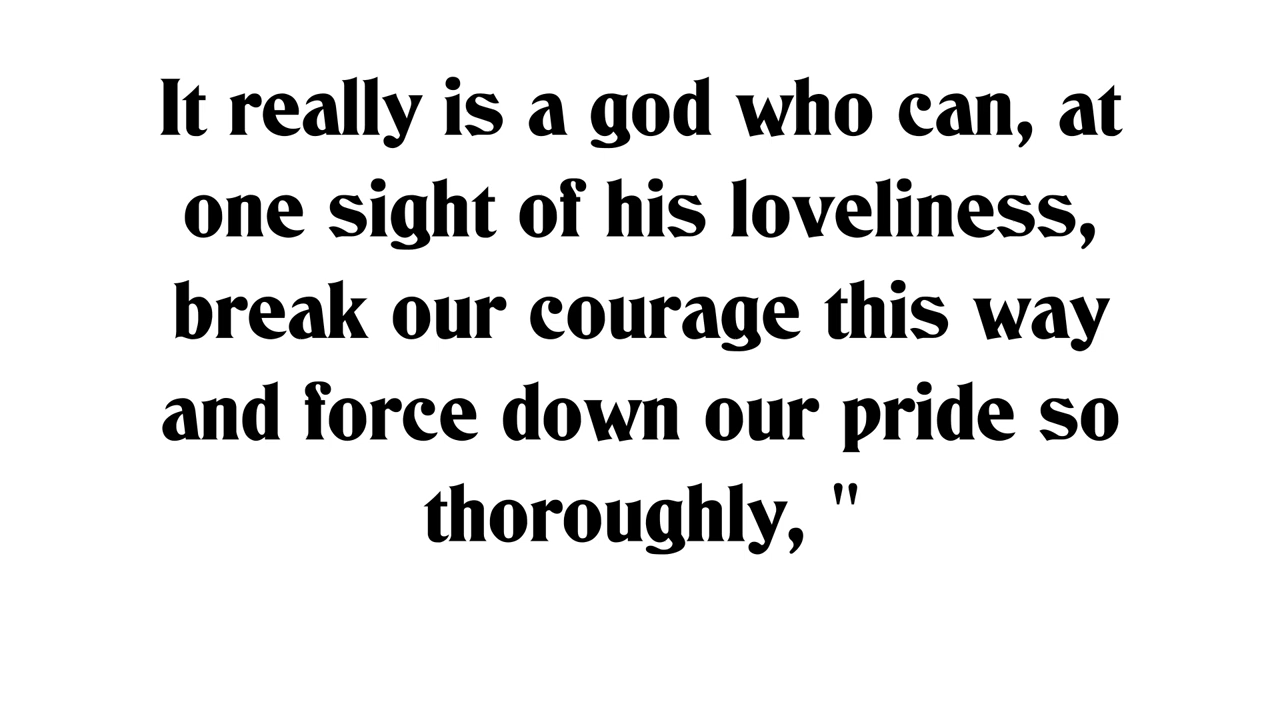 It really is a god who can, at
one sight of his loveliness,
break our courage this way
and force down our pride so
thoroughly, "